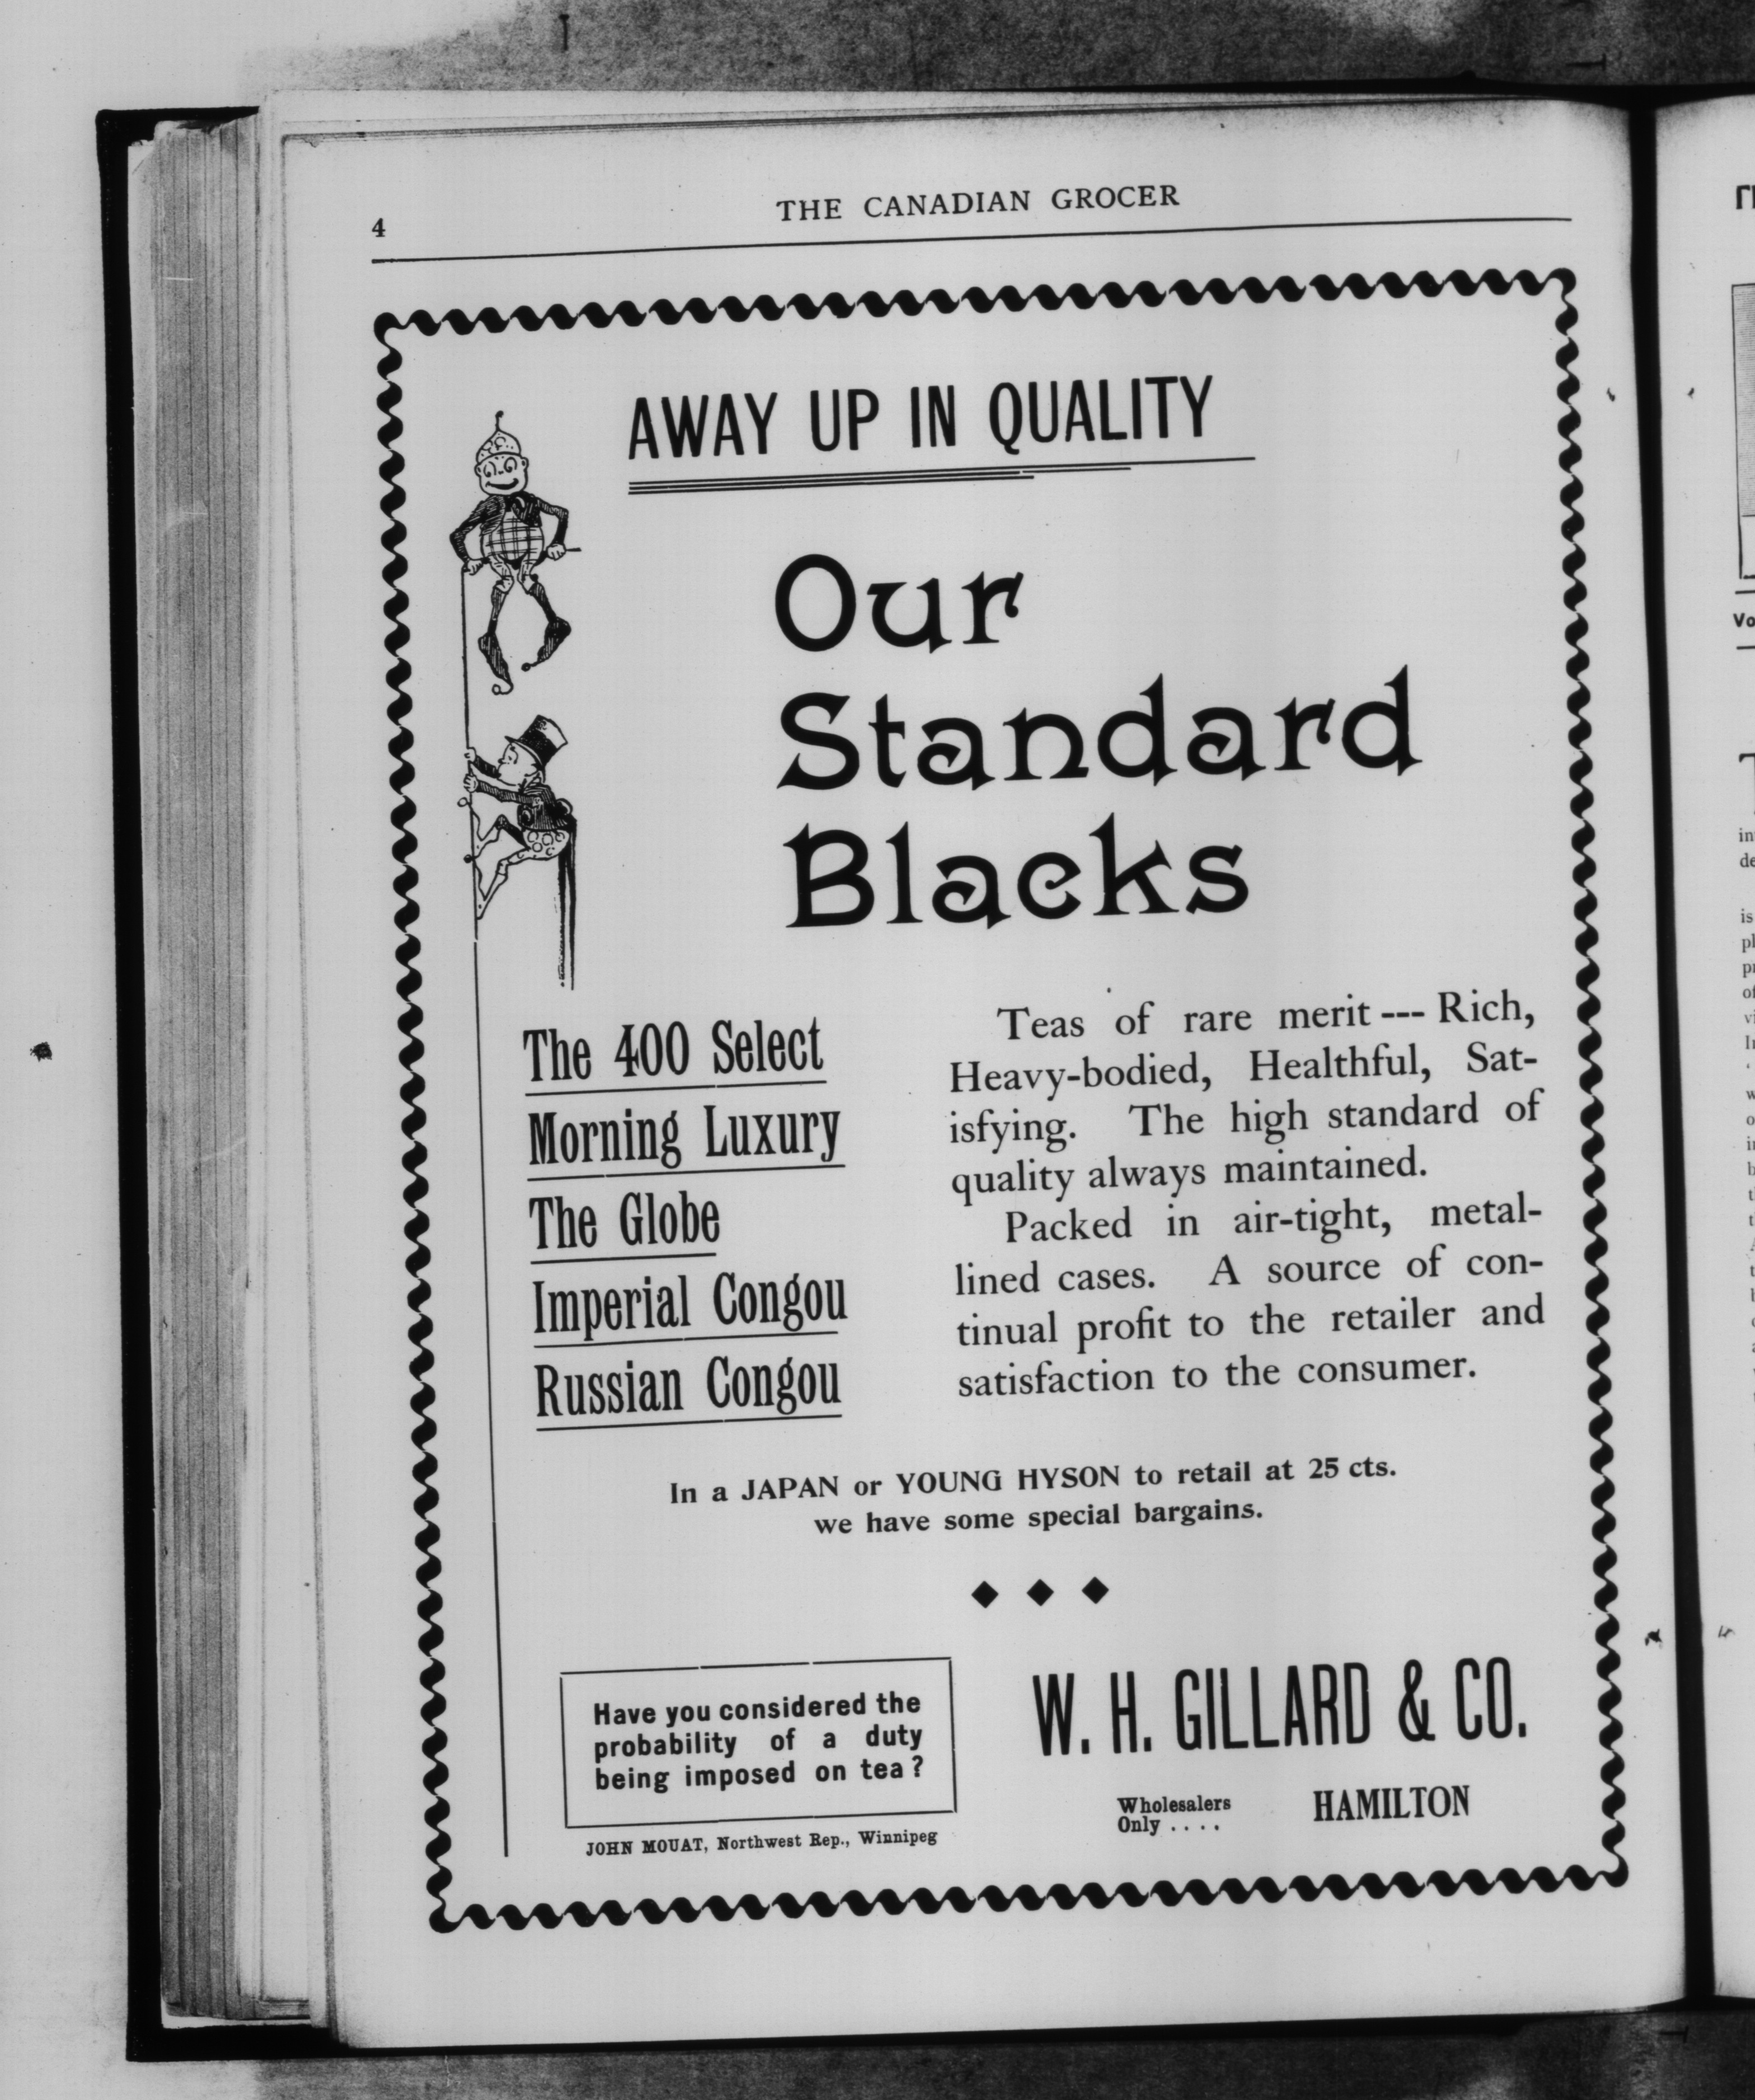 4
THE CANADIAN GROCER
AWAY UP IN QUALITY
Our
Standard
Blacks
The 400 Select
Morning Luxury
The Globe
Imperial Congou
Russian Congou
Teas of rare merit --- Rich,
Heavy-bodied, Healthful, Sat-
isfying. The high standard of
quality always maintained.
Packed in air-tight, metal-
lined cases. A source of con-
tinual profit to the retailer and
satisfaction to the consumer.
In a JAPAN or YOUNG HYSON to retail at 25 cts.
we have some special bargains.
Have you considered the
probability of a duty
being imposed on tea?
JOHN MOUAT, Northwest Rep., Winnipeg
W. H. GILLARD & CO.
Wholesalers
Only ....
HAMILTON